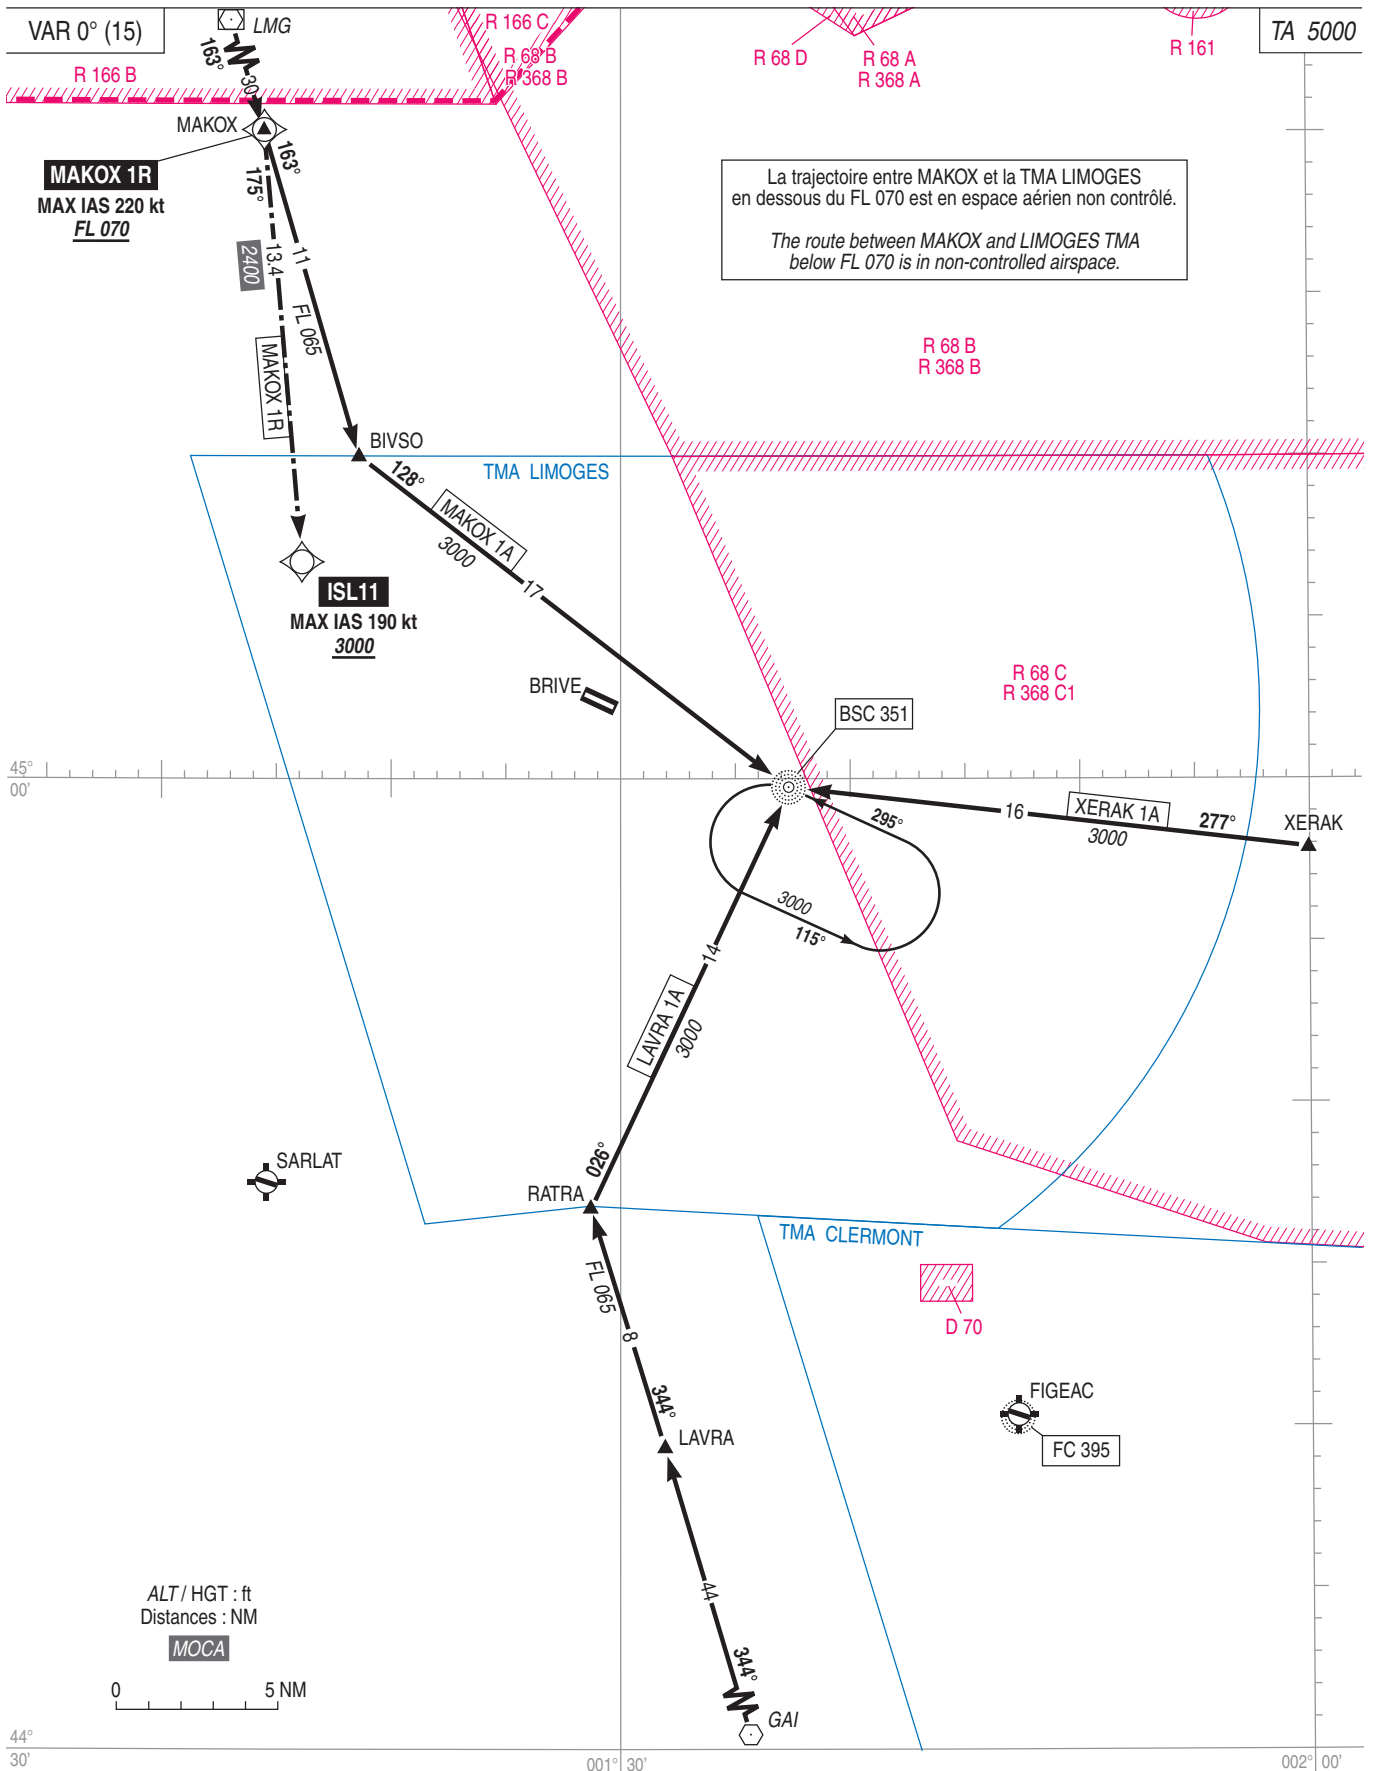 VAR 0° (15)
LMG
R 166 C
R 68 B
R 368 B
R 68 D
R 68 A
R 368 A
R 161
TA 5000
R 166 B
163°
30
MAKOX
MAKOX 1R
MAX IAS 220 kt
FL 070
163°
175°
La trajectoire entre MAKOX et la TMA LIMOGES
en dessous du FL 070 est en espace aérien non contrôlé.
The route between MAKOX and LIMOGES TMA
below FL 070 is in non-controlled airspace.
2400
13.4
11
FL 065
MAKOX 1R
R 68 B
R 368 B
BIVSO
TMA LIMOGES
128°
MAKOX 1A
3000
17
ISL11
MAX IAS 190 kt
3000
BRIVE
R 68 C
R 368 C1
BSC 351
45°
00'
295°
16
XERAK 1A
3000
277°
XERAK
3000
115°
14
LAVRA 1A
3000
026°
SARLAT
RATRA
TMA CLERMONT
FL 065
8
D 70
344°
LAVRA
FIGEAC
FC 395
44
ALT / HGT : ft
Distances : NM
MOCA
0
5 NM
344°
GAI
44°
30'
001° 30'
002° 00'